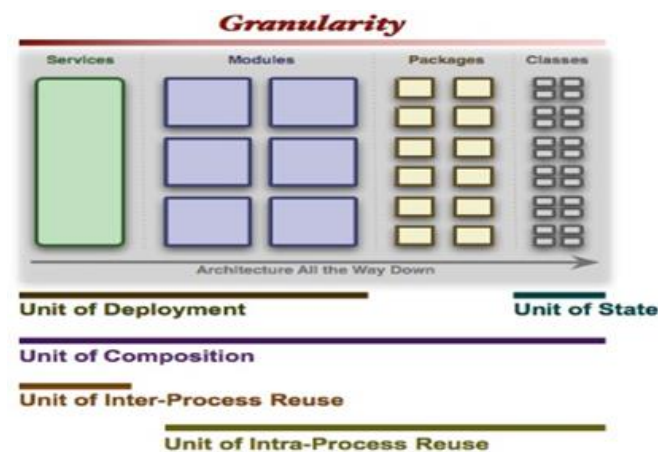 Granularity
Services Modules Packages Classes
Architecture All the Way Down
Unit of Deployment Unit of State
Unit of Composition
Unit of Inter-Process Reuse
Unit of Intra-Process Reuse